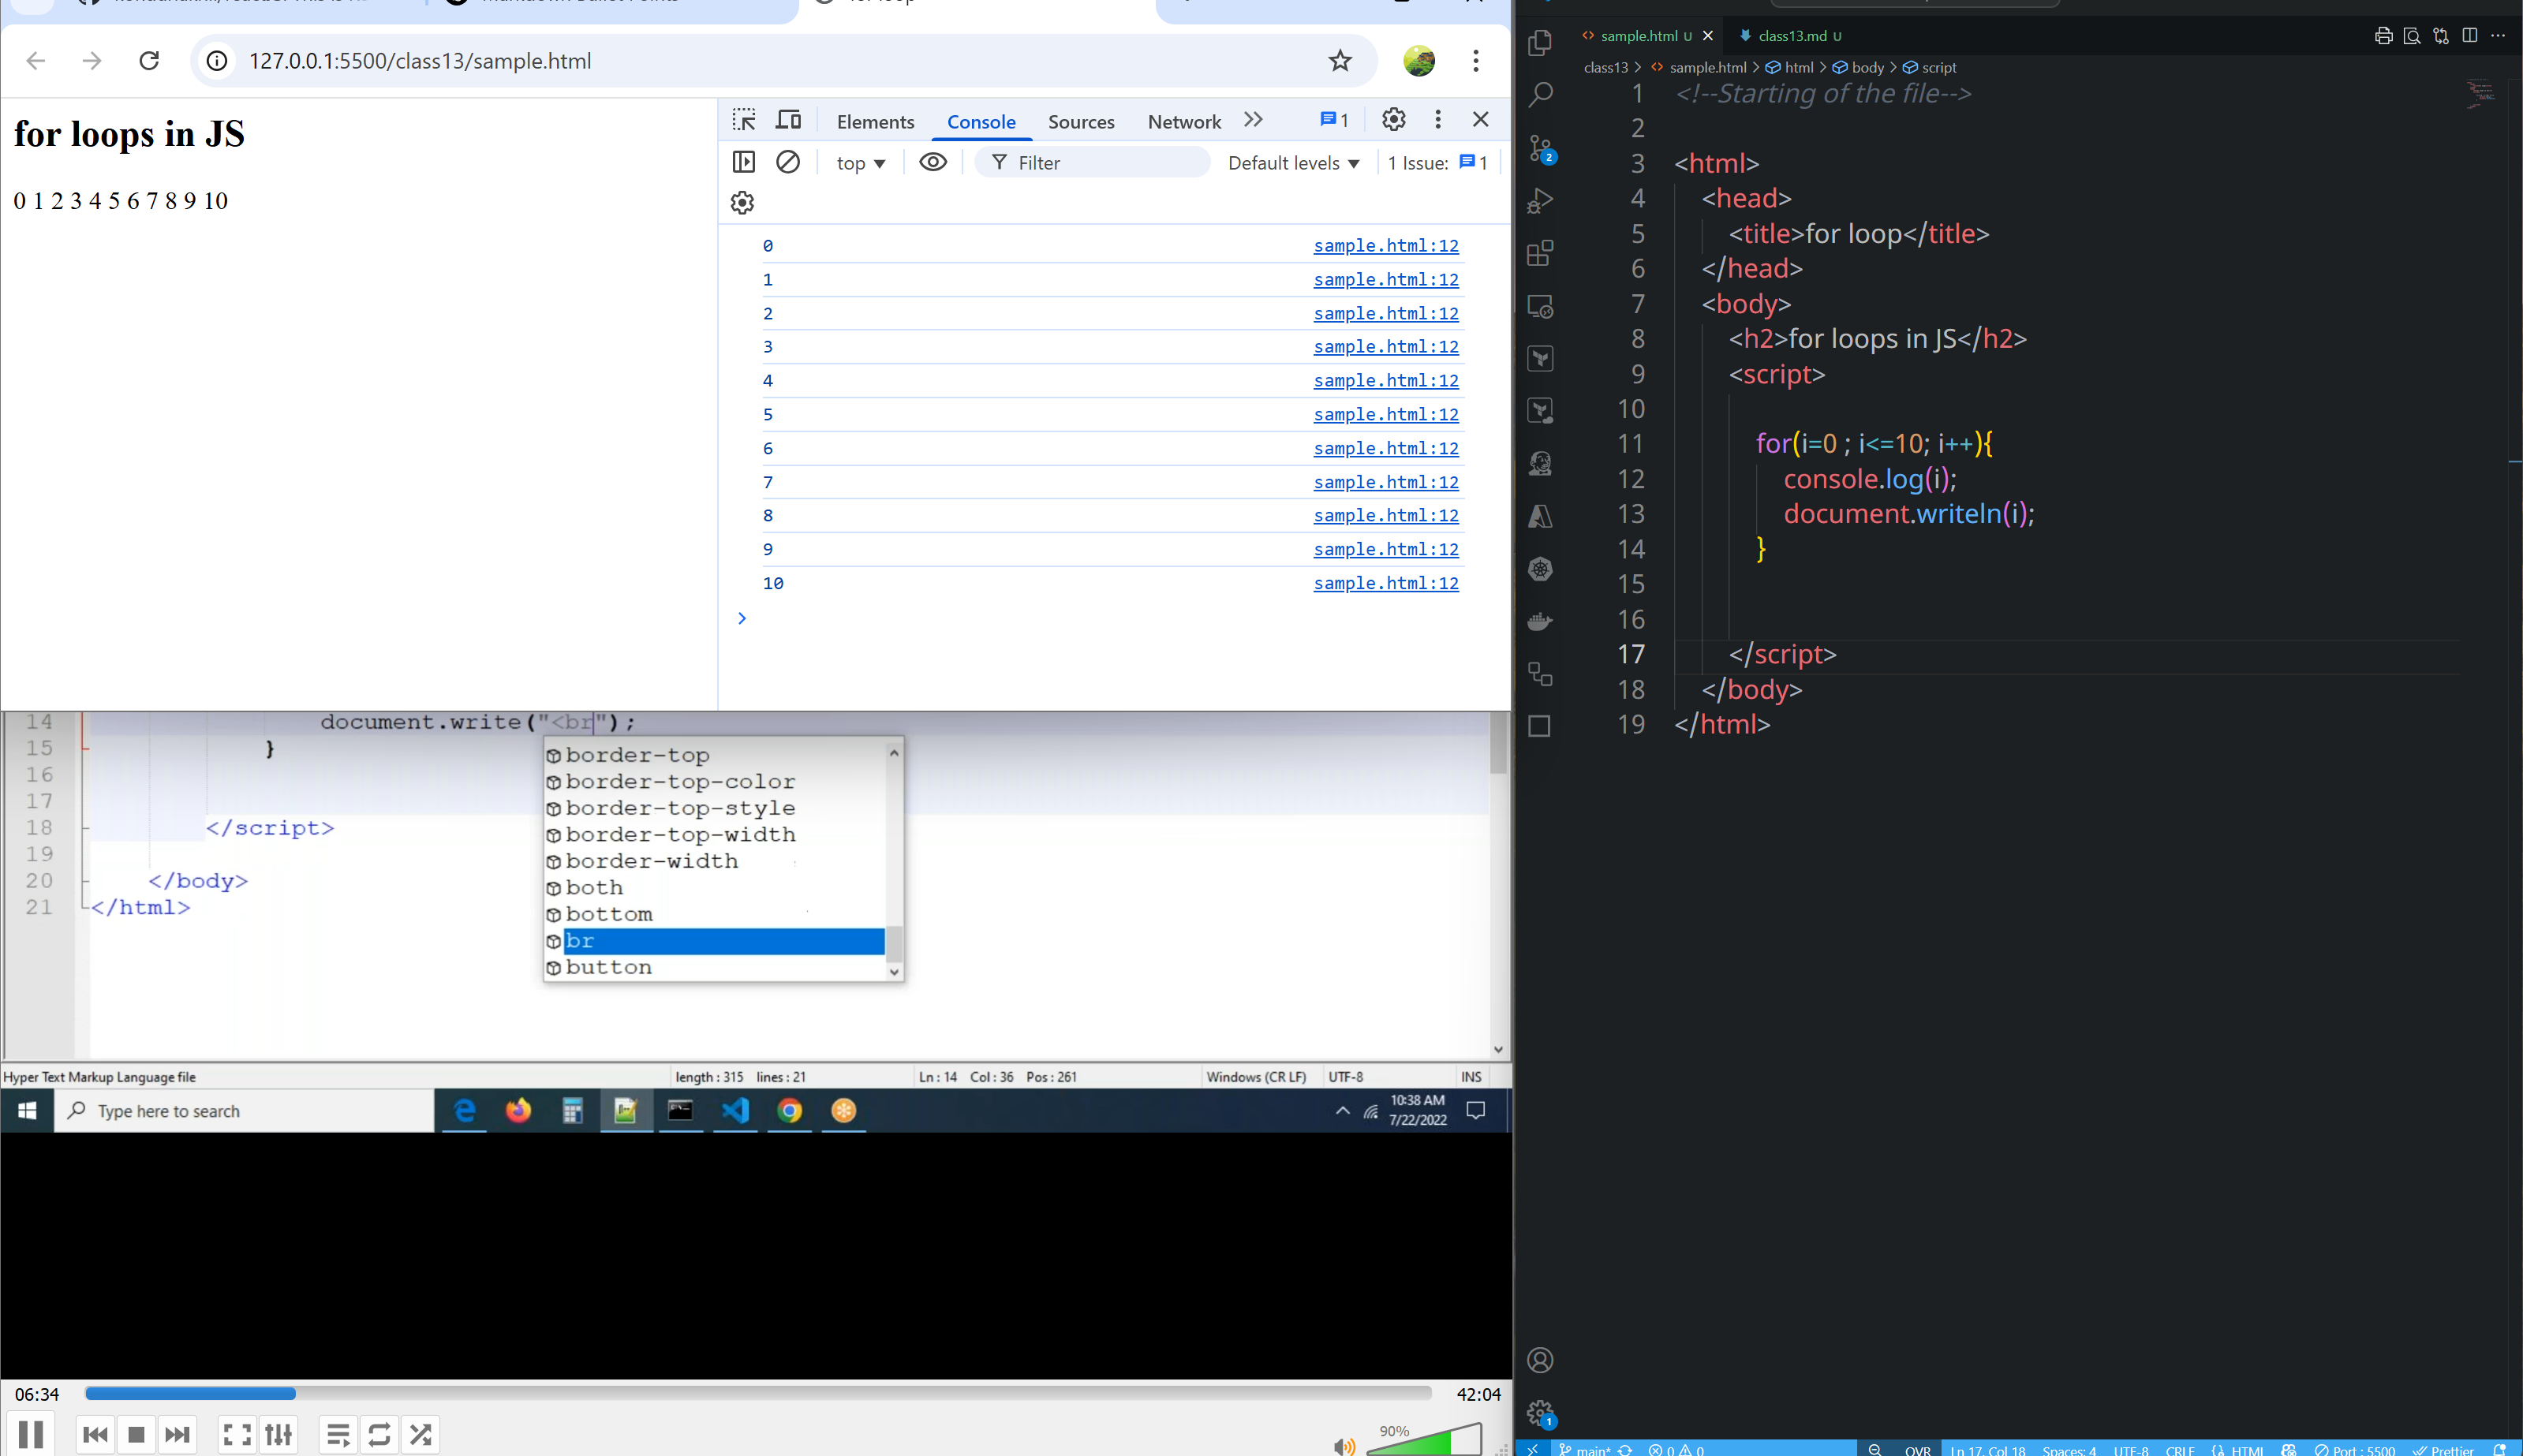 for loop
127.0.0.1:5500/class13/sample.html
for loops in JS
0 1 2 3 4 5 6 7 8 9 10
Elements Console Sources Network 1
top Filter Default levels 1 Issue: 1
0 sample.html:12
1 sample.html:12
2 sample.html:12
3 sample.html:12
4 sample.html:12
5 sample.html:12
6 sample.html:12
7 sample.html:12
8 sample.html:12
9 sample.html:12
10 sample.html:12
14 document.write("<br");
15 }
16
17
18 </script>
19
20 </body>
21 </html>
border-top
border-top-color
border-top-style
border-top-width
border-width
both
bottom
br
button
Hyper Text Markup Language file length : 315 lines : 21 Ln : 14 Col : 36 Pos : 261 Windows (CR LF) UTF-8 INS
Type here to search
10:38 AM
7/22/2022
06:34 42:04
90%
sample.html U class13.md U
class13 > sample.html > html > body > script
1 <!--Starting of the file-->
2
3 <html>
4 <head>
5 <title>for loop</title>
6 </head>
7 <body>
8 <h2>for loops in JS</h2>
9 <script>
10
11 for(i=0 ; i<=10; i++){
12 console.log(i);
13 document.writeln(i);
14 }
15
16
17 </script>
18 </body>
19 </html>
2
1
main* 0 0 OVR Ln 17, Col 18 Spaces: 4 UTF-8 CRLF HTML Port : 5500 Prettier